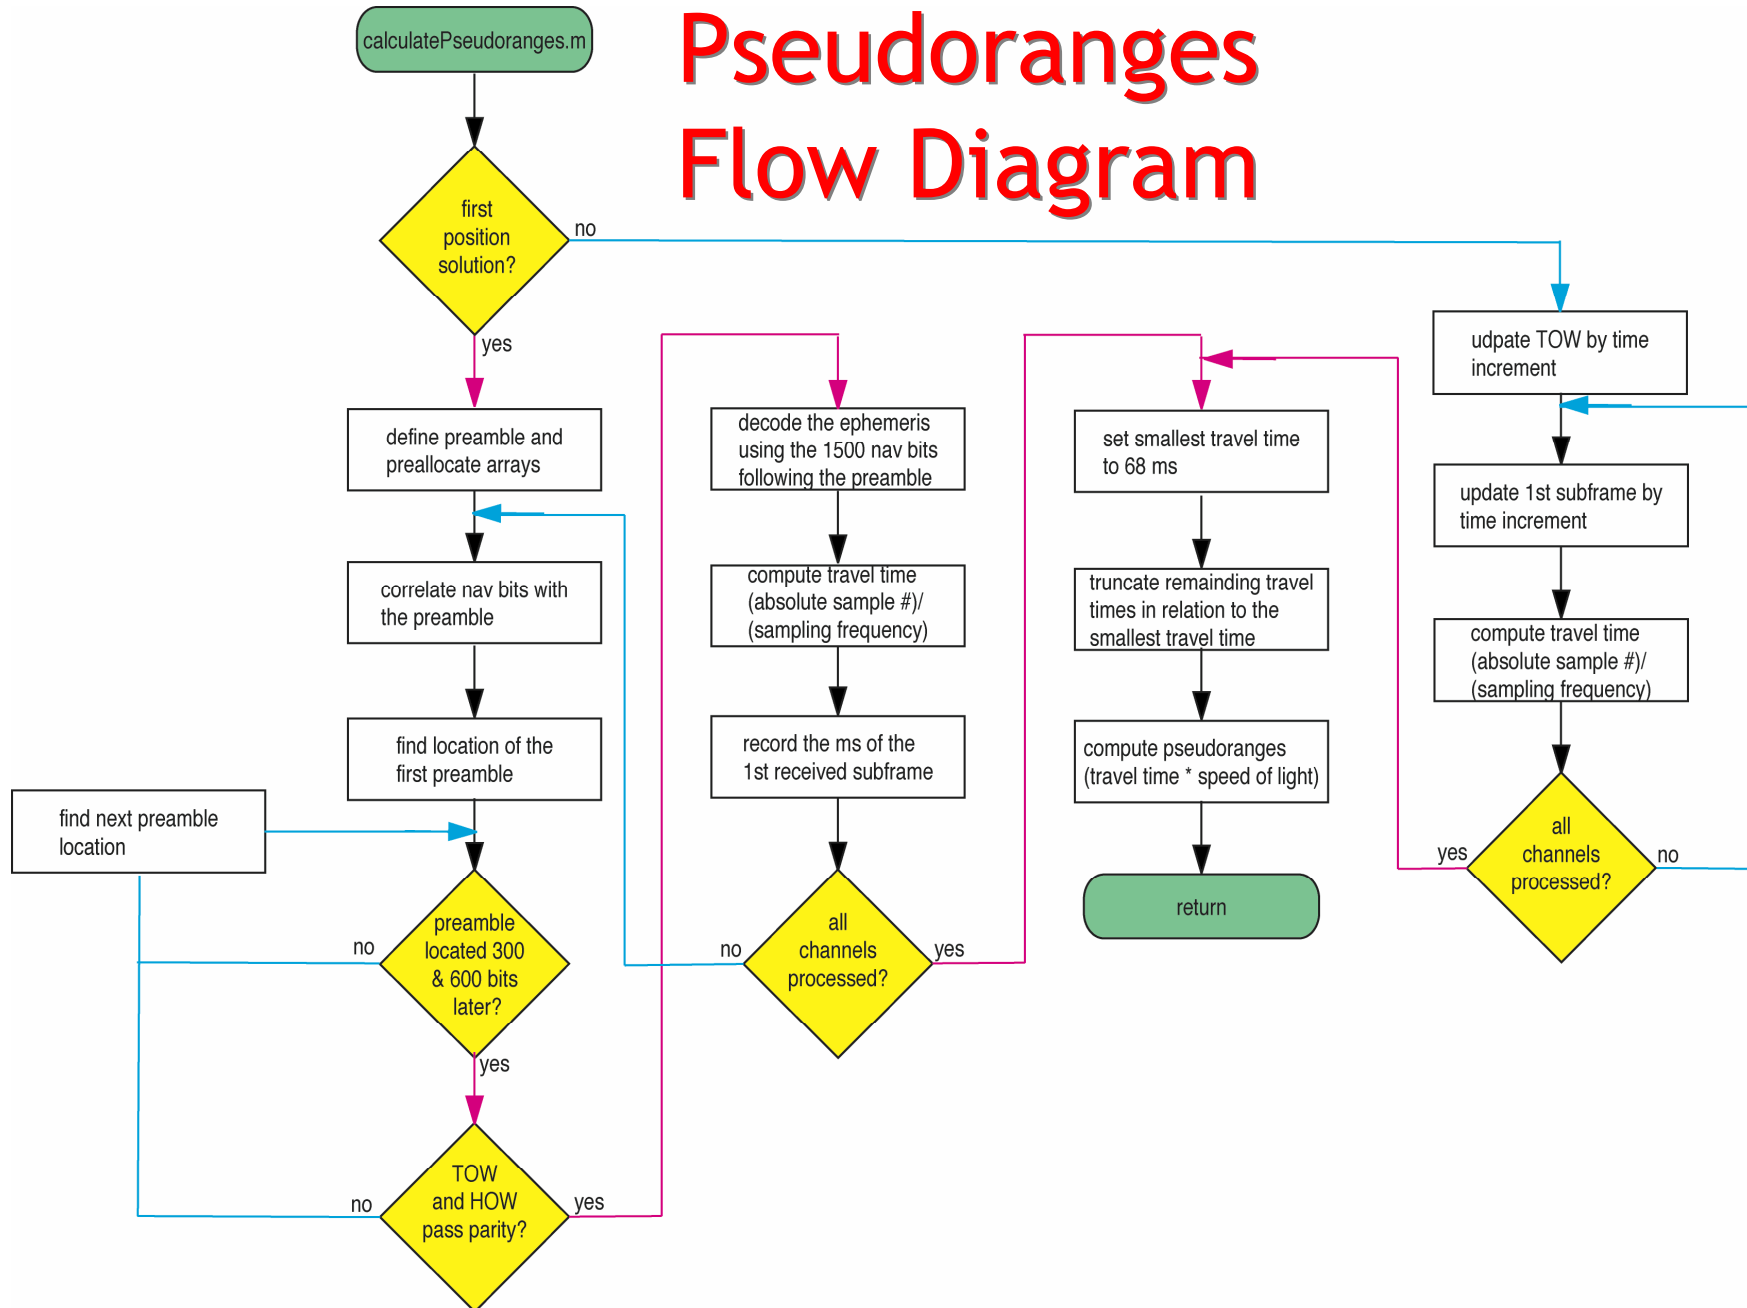 calculatePseudoranges.m
Pseudoranges
Flow Diagram
first
position
solution?
no
yes
define preamble and
preallocate arrays
correlate nav bits with
the preamble
find location of the
first preamble
find next preamble
location
preamble
located 300
& 600 bits
later?
no
yes
TOW
and HOW
pass parity?
no
yes
decode the ephemeris
using the 1500 nav bits
following the preamble
compute travel time
(absolute sample #)/
(sampling frequency)
record the ms of the
1st received subframe
all
channels
processed?
no
yes
set smallest travel time
to 68 ms
truncate remainding travel
times in relation to the
smallest travel time
compute pseudoranges
(travel time * speed of light)
return
udpate TOW by time
increment
update 1st subframe by
time increment
compute travel time
(absolute sample #)/
(sampling frequency)
all
channels
processed?
yes
no